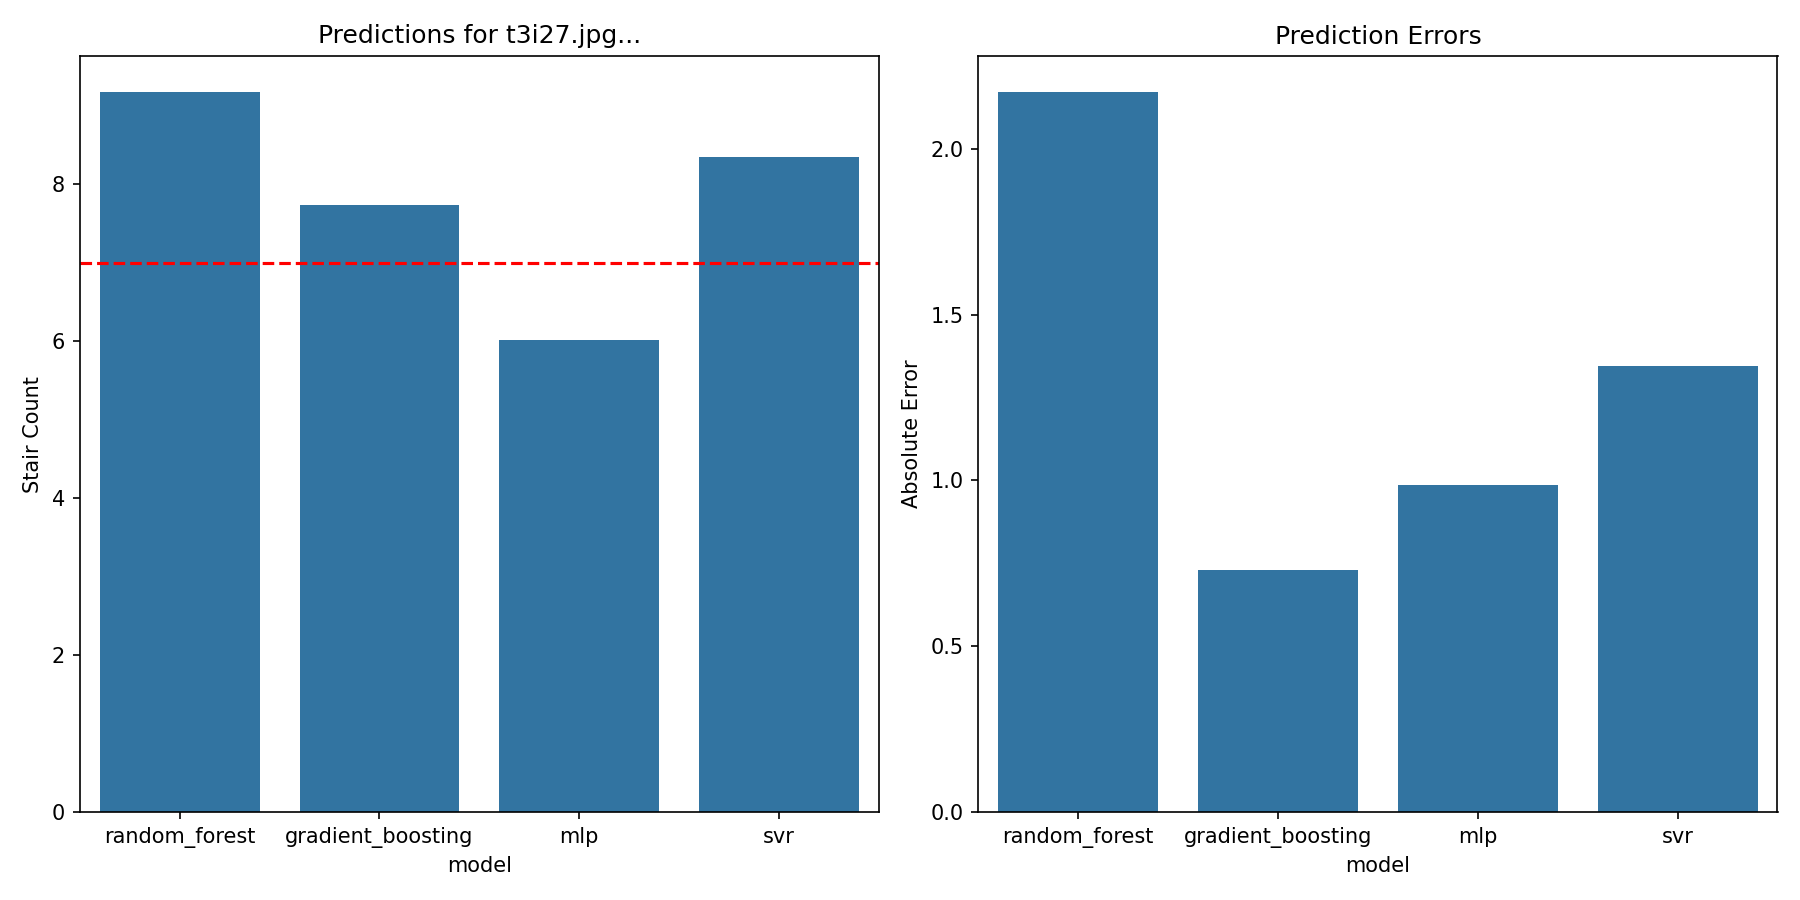 Predictions for t3i27.jpg...
Stair Count
8
6
4
2
0
random_forest
gradient_boosting
mlp
svr
model
Prediction Errors
Absolute Error
2.0
1.5
1.0
0.5
0.0
random_forest
gradient_boosting
mlp
svr
model